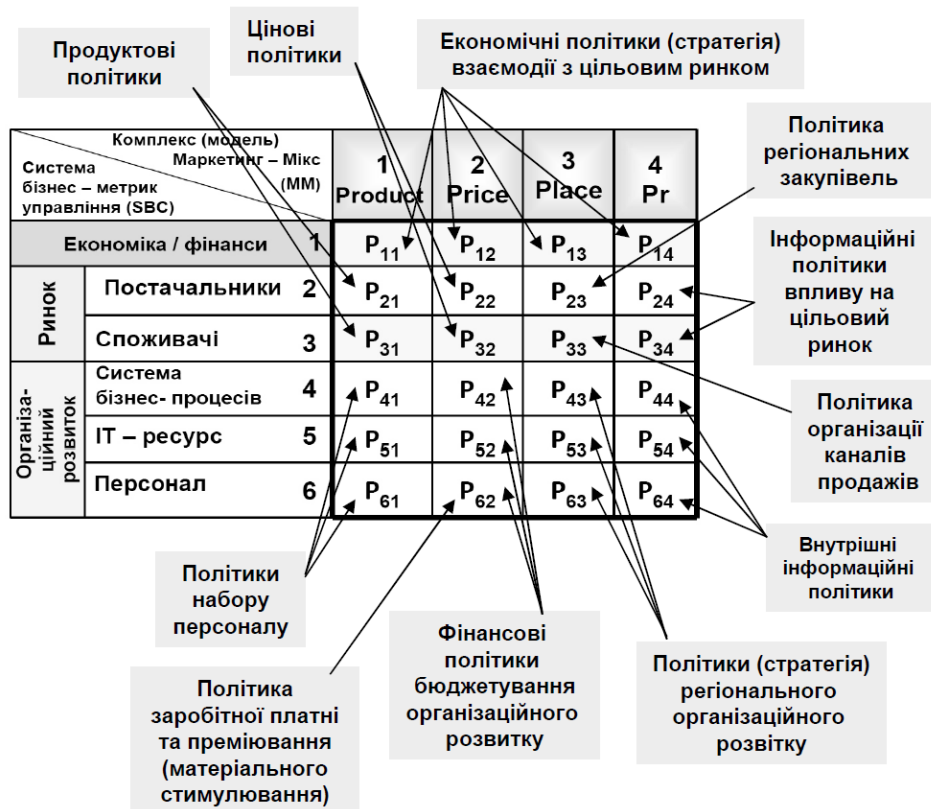 Продуктові
політики
Цінові
політики
Економічні політики (стратегія)
взаємодії з цільовим ринком
Комплекс (модель)
Маркетинг – Мікс
(ММ)
Система
бізнес – метрик
управління (SBC)
1
Product
2
Price
3
Place
4
Pr
Економіка / фінанси 1 P11 P12 P13 P14
Ринок
Постачальники 2 P21 P22 P23 P24
Споживачі 3 P31 P32 P33 P34
Організа-
ційний
розвиток
Система
бізнес- процесів 4 P41 P42 P43 P44
ІТ – ресурс 5 P51 P52 P53 P54
Персонал 6 P61 P62 P63 P64
Політика
регіональних
закупівель
Інформаційні
політики
впливу на
цільовий
ринок
Політика
організації
каналів
продажів
Внутрішні
інформаційні
політики
Політики
набору
персоналу
Політика
заробітної платні
та преміювання
(матеріального
стимулювання)
Фінансові
політики
бюджетування
організаційного
розвитку
Політики (стратегія)
регіонального
організаційного
розвітку